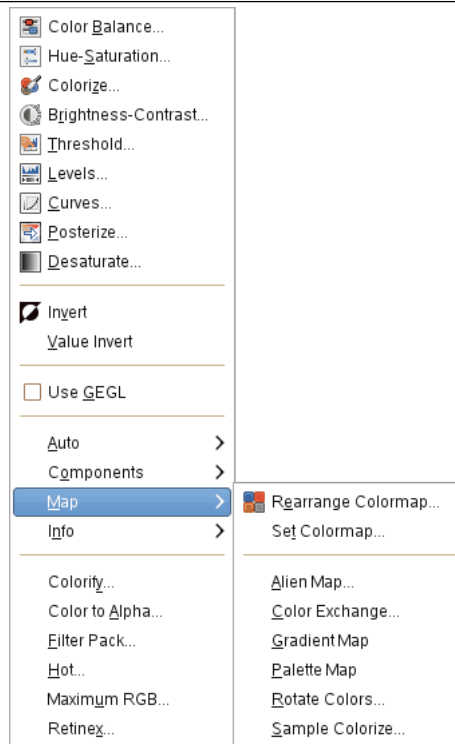 Color Balance...
Hue-Saturation...
Colorize...
Brightness-Contrast...
Threshold...
Levels...
Curves...
Posterize...
Desaturate...
Invert
Value Invert
Use GEGL
Auto
Components
Map
Info
Colorify...
Color to Alpha...
Filter Pack...
Hot...
Maximum RGB...
Retinex...
Rearrange Colormap...
Set Colormap...
Alien Map...
Color Exchange...
Gradient Map
Palette Map
Rotate Colors...
Sample Colorize...